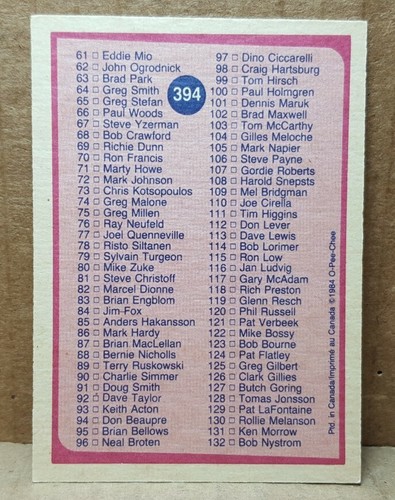 61 □ Eddie Mio
62 □ John Ogrodnick
63 □ Brad Park
64 □ Greg Smith
65 □ Greg Stefan
66 □ Paul Woods
67 □ Steve Yzerman
68 □ Bob Crawford
69 □ Richie Dunn
70 □ Ron Francis
71 □ Marty Howe
72 □ Mark Johnson
73 □ Chris Kotsopoulos
74 □ Greg Malone
75 □ Greg Millen
76 □ Ray Neufeld
77 □ Joel Quenneville
78 □ Risto Siltanen
79 □ Sylvain Turgeon
80 □ Mike Zuke
81 □ Steve Christoff
82 □ Marcel Dionne
83 □ Brian Engblom
84 □ Jim Fox
85 □ Anders Hakansson
86 □ Mark Hardy
87 □ Brian MacLellan
88 □ Bernie Nicholls
89 □ Terry Ruskowski
90 □ Charlie Simmer
91 □ Doug Smith
92 □ Dave Taylor
93 □ Keith Acton
94 □ Don Beaupre
95 □ Brian Bellows
96 □ Neal Broten
394
97 □ Dino Ciccarelli
98 □ Craig Hartsburg
99 □ Tom Hirsch
100 □ Paul Holmgren
101 □ Dennis Maruk
102 □ Brad Maxwell
103 □ Tom McCarthy
104 □ Gilles Meloche
105 □ Mark Napier
106 □ Steve Payne
107 □ Gordie Roberts
108 □ Harold Snepsts
109 □ Mel Bridgman
110 □ Joe Cirella
111 □ Tim Higgins
112 □ Don Lever
113 □ Dave Lewis
114 □ Bob Lorimer
115 □ Ron Low
116 □ Jan Ludvig
117 □ Gary McAdam
118 □ Rich Preston
119 □ Glenn Resch
120 □ Phil Russell
121 □ Pat Verbeek
122 □ Mike Bossy
123 □ Bob Bourne
124 □ Pat Flatley
125 □ Greg Gilbert
126 □ Clark Gillies
127 □ Butch Goring
128 □ Tomas Jonsson
129 □ Pat LaFontaine
130 □ Rollie Melanson
131 □ Ken Morrow
132 □ Bob Nystrom
Ptd. in Canada/Imprimé au Canada ©1984 O-Pee-Chee